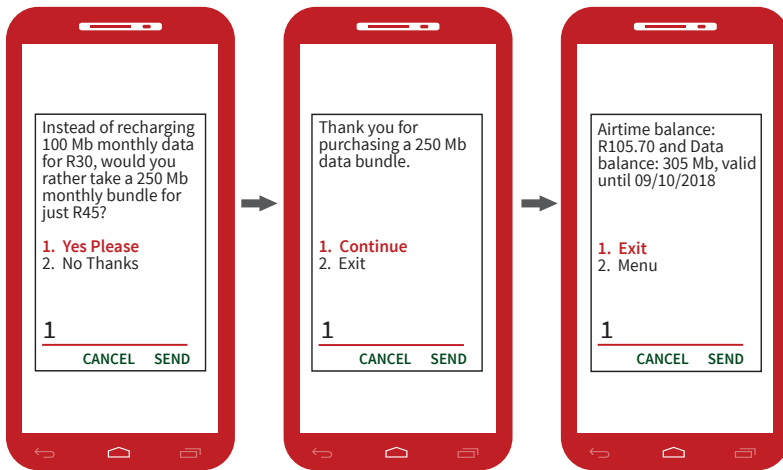 Instead of recharging
100 Mb monthly data
for R30, would you
rather take a 250 Mb
monthly bundle for
just R45?
1. Yes Please
2. No Thanks
1
CANCEL SEND
Thank you for
purchasing a 250 Mb
data bundle.
1. Continue
2. Exit
1
CANCEL SEND
Airtime balance:
R105.70 and Data
balance: 305 Mb, valid
until 09/10/2018
1. Exit
2. Menu
1
CANCEL SEND